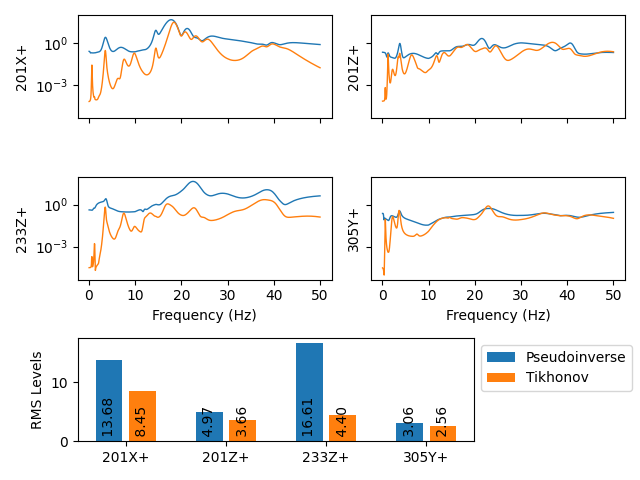 201X+
10⁰
10⁻³
201Z+
233Z+
10⁰
10⁻³
0 10 20 30 40 50
Frequency (Hz)
305Y+
0 10 20 30 40 50
Frequency (Hz)
RMS Levels
10
0
13.68
8.45
4.97
3.66
16.61
4.40
3.06
2.56
201X+ 201Z+ 233Z+ 305Y+
Pseudoinverse
Tikhonov